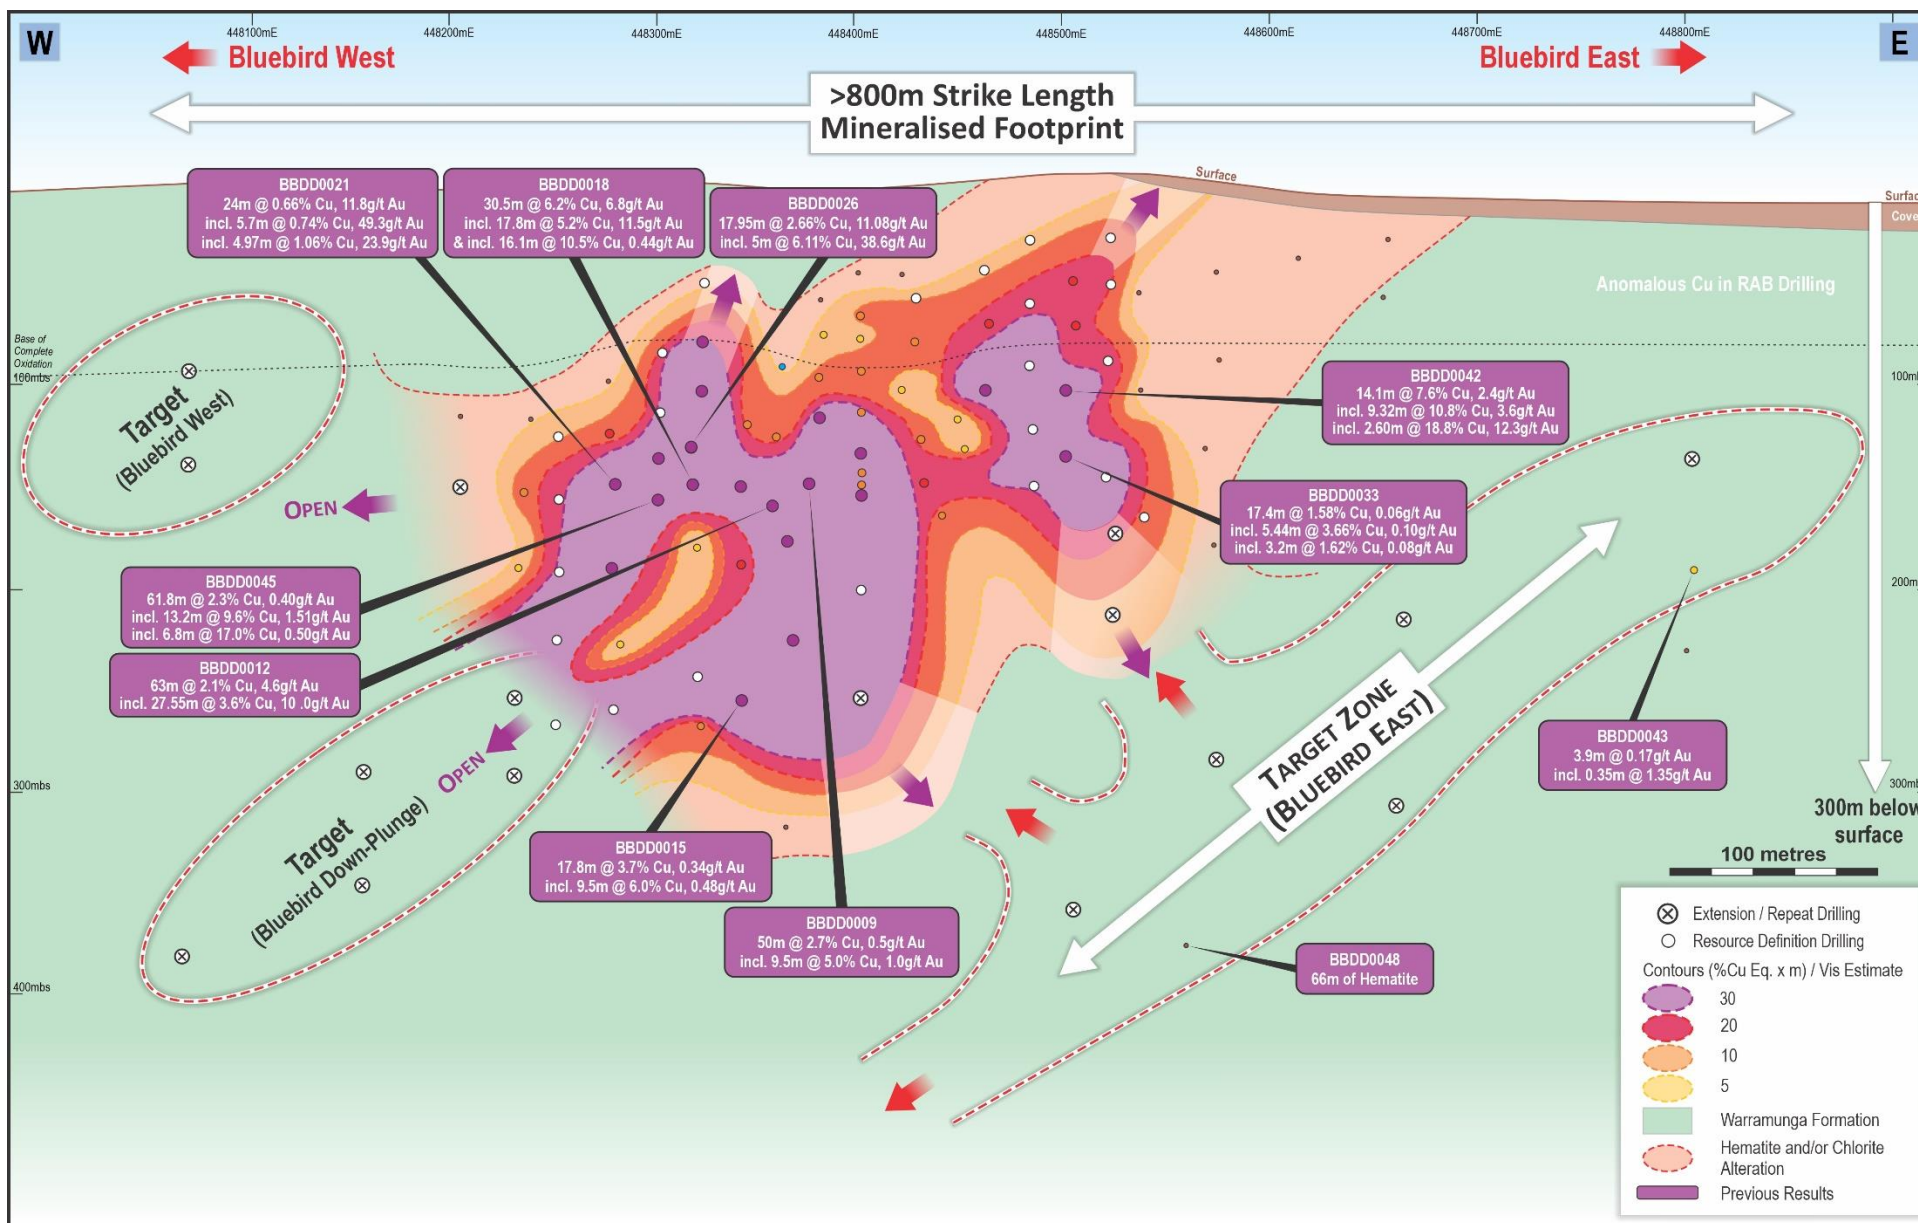 448100mE 448200mE 448300mE 448400mE 448500mE 448600mE 448700mE 448800mE
W
E
Bluebird West
Bluebird East
>800m Strike Length
Mineralised Footprint
Surface
Surfac
Cove
BBDD0021
24m @ 0.66% Cu, 11.8g/t Au
incl. 5.7m @ 0.74% Cu, 49.3g/t Au
incl. 4.97m @ 1.06% Cu, 23.9g/t Au
BBDD0018
30.5m @ 6.2% Cu, 6.8g/t Au
incl. 17.8m @ 5.2% Cu, 11.5g/t Au
& incl. 16.1m @ 10.5% Cu, 0.44g/t Au
BBDD0026
17.95m @ 2.66% Cu, 11.08g/t Au
incl. 5m @ 6.11% Cu, 38.6g/t Au
Anomalous Cu in RAB Drilling
Base of
Complete
Oxidation
100mbs
100mb
Target
(Bluebird West)
OPEN
BBDD0042
14.1m @ 7.6% Cu, 2.4g/t Au
incl. 9.32m @ 10.8% Cu, 3.6g/t Au
incl. 2.60m @ 18.8% Cu, 12.3g/t Au
BBDD0033
17.4m @ 1.58% Cu, 0.06g/t Au
incl. 5.44m @ 3.66% Cu, 0.10g/t Au
incl. 3.2m @ 1.62% Cu, 0.08g/t Au
BBDD0045
61.8m @ 2.3% Cu, 0.40g/t Au
incl. 13.2m @ 9.6% Cu, 1.51g/t Au
incl. 6.8m @ 17.0% Cu, 0.50g/t Au
200mb
BBDD0012
63m @ 2.1% Cu, 4.6g/t Au
incl. 27.55m @ 3.6% Cu, 10 .0g/t Au
TARGET ZONE
(BLUEBIRD EAST)
BBDD0043
3.9m @ 0.17g/t Au
incl. 0.35m @ 1.35g/t Au
OPEN
300mbs
300mb
300m below
surface
100 metres
Target
(Bluebird Down-Plunge)
BBDD0015
17.8m @ 3.7% Cu, 0.34g/t Au
incl. 9.5m @ 6.0% Cu, 0.48g/t Au
BBDD0009
50m @ 2.7% Cu, 0.5g/t Au
incl. 9.5m @ 5.0% Cu, 1.0g/t Au
BBDD0048
66m of Hematite
400mbs
Extension / Repeat Drilling
Resource Definition Drilling
Contours (%Cu Eq. x m) / Vis Estimate
30
20
10
5
Warramunga Formation
Hematite and/or Chlorite
Alteration
Previous Results